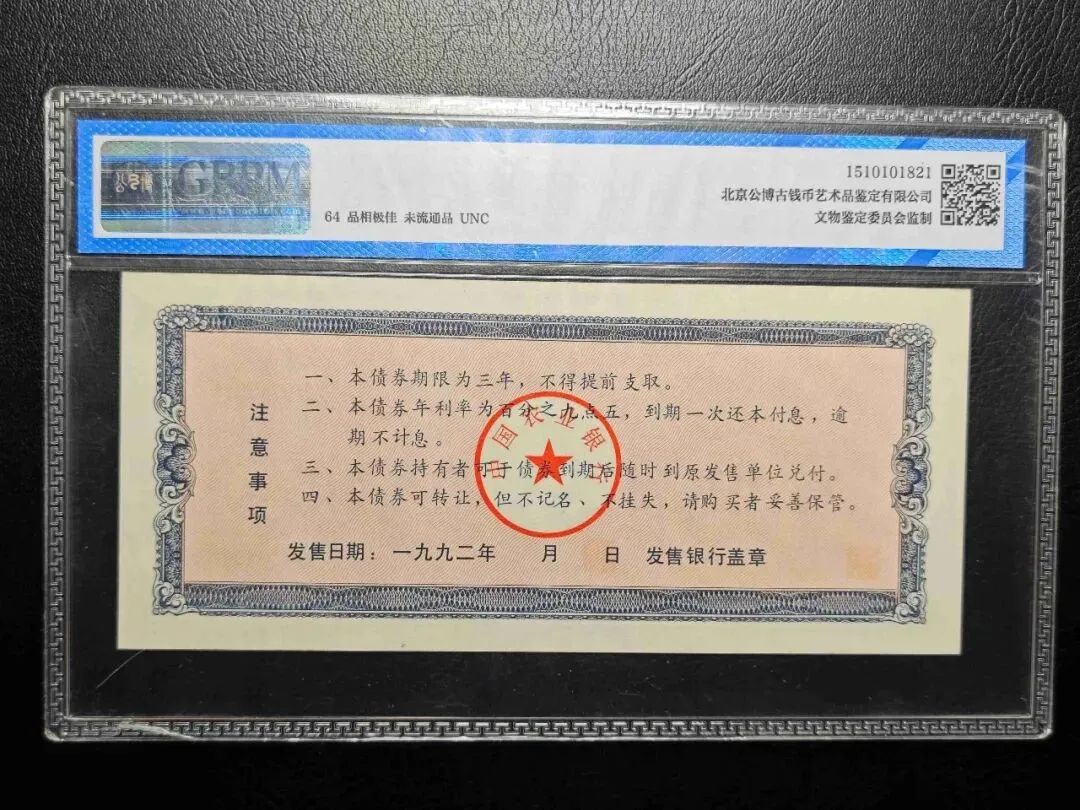 GBPM
1510101821
北京公博古钱币艺术品鉴定有限公司
64 品相极佳 未流通品 UNC
文物鉴定委员会监制
注意事项
一、本债券期限为三年，不得提前支取。
二、本债券年利率为百分之九点五，到期一次还本付息，逾
期不计息。
三、本债券持有者可于债券到期后随时到原发售单位兑付。
四、本债券可转让，但不记名、不挂失，请购买者妥善保管。
中国农业银行
发售日期：一九九二年 月 日 发售银行盖章